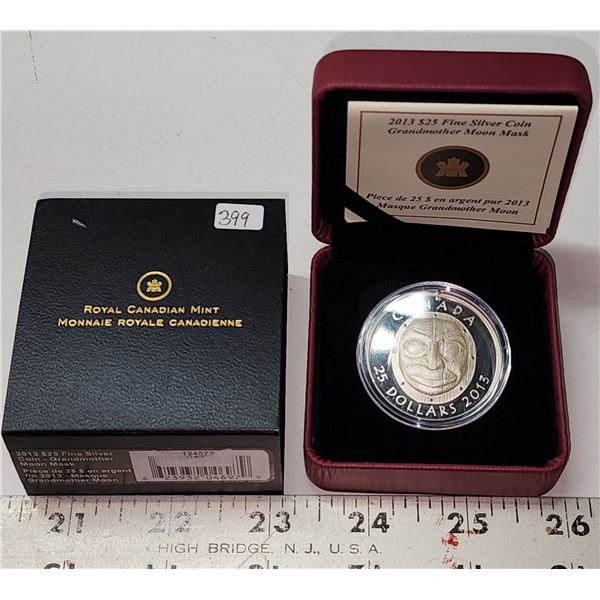 399
ROYAL CANADIAN MINT
MONNAIE ROYALE CANADIENNE
2013 $25 Fine Silver
Coin - Grandmother
Moon Mask
Pièce de 25 $ en argent
fin 2013 - Masque
Grandmother Moon
124573
2013 $25 Fine Silver Coin
Grandmother Moon Mask
Pièce de 25 $ en argent pur 2013
Masque Grandmother Moon
CANADA
25 DOLLARS 2013
21 22 23 24 25 26
HIGH BRIDGE, N. J., U. S. A.